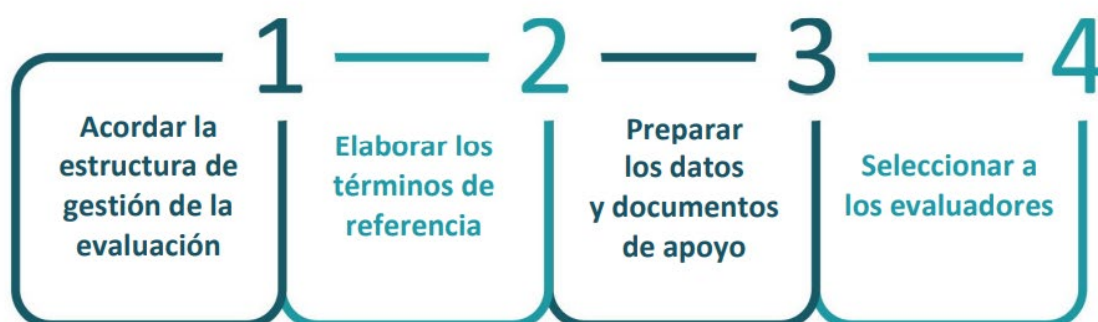 1
Acordar la
estructura de
gestión de la
evaluación
2
Elaborar los
términos de
referencia
3
Preparar
los datos
y documentos
de apoyo
4
Seleccionar a
los evaluadores